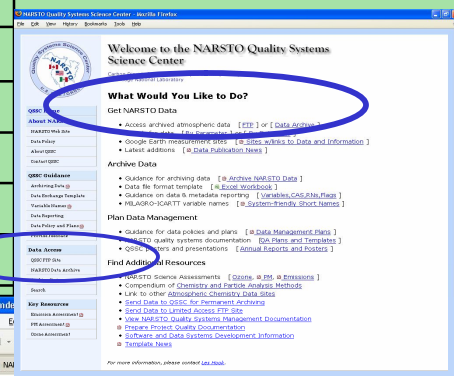 NARSTO Quality Systems Science Center - Mozilla Firefox
File Edit View History Bookmarks Tools Help
Quality Systems Science Center
NARSTO
Welcome to the NARSTO Quality Systems
Science Center
National Laboratory
What Would You Like to Do?
Get NARSTO Data
• Access archived atmospheric data [ FTP ] or [ Data Archive ]
data [ By Parameter ] or [
• Google Earth measurement sites [ Sites w/links to Data and Information ]
• Latest additions [ Data Publication News ]
Archive Data
• Guidance for archiving data [ Archive NARSTO Data ]
• Data file format template [ Excel Workbook ]
• Guidance on data & metadata reporting [ Variables,CAS,RNs,Flags ]
• MILAGRO-ICARTT variable names [ System-friendly Short Names ]
Plan Data Management
• Guidance for data policies and plans [ Data Management Plans ]
NARSTO quality systems documentation [QA Plans and Templates ]
• QSSC posters and presentations [ Annual Reports and Posters ]
Find Additional Resources
NARSTO Science Assessments [ Ozone, PM, Emissions ]
• Compendium of Chemistry and Particle Analysis Methods
• Link to other Atmospheric Chemistry Data Sites
• Send Data to QSSC for Permanent Archiving
• Send Data to Limited Access FTP Site
• View NARSTO Quality Systems Management Documentation
Prepare Project Quality Documentation
• Software and Data Systems Development Information
Template News
For more information, please contact Les Hook.
QSSC Home
About NARSTO
NARSTO Web Site
Data Policy
About QSSC
Contact QSSC
QSSC Guidance
Archiving Data
Data Exchange Template
Variable Names
Data Reporting
Data Policy and Plans
Data Access
QSSC FTP Site
NARSTO Data Archive
Search
Key Resources
Emission Assessment
PM Assessment
Ozone Assessment